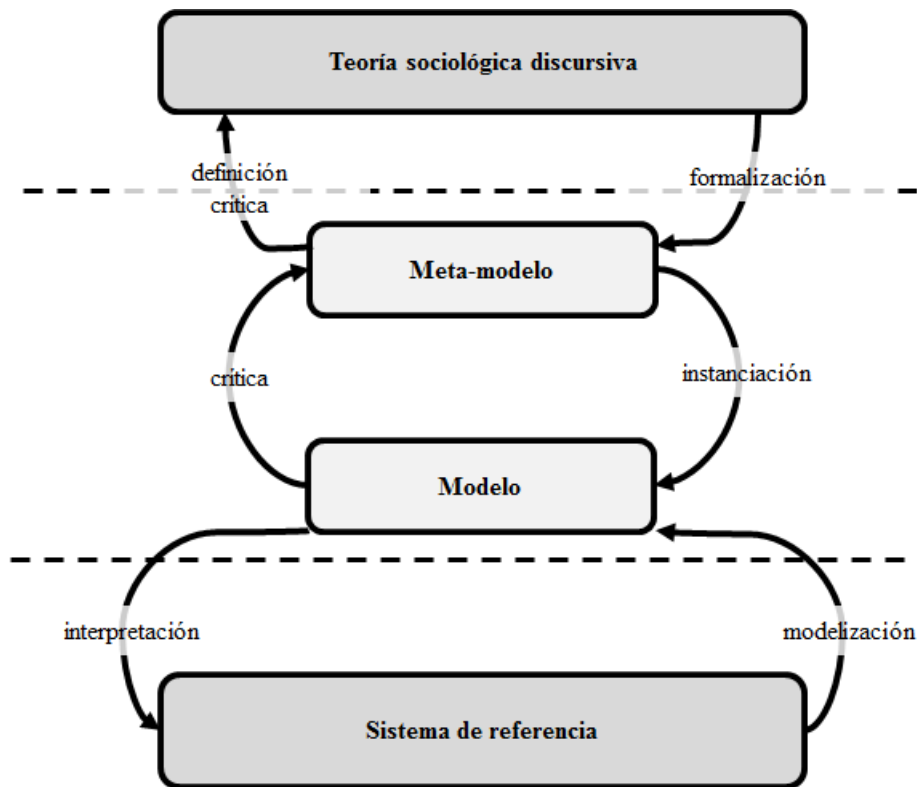 Teoría sociológica discursiva
definición
crítica
formalización
Meta-modelo
crítica
instanciación
Modelo
interpretación
modelización
Sistema de referencia